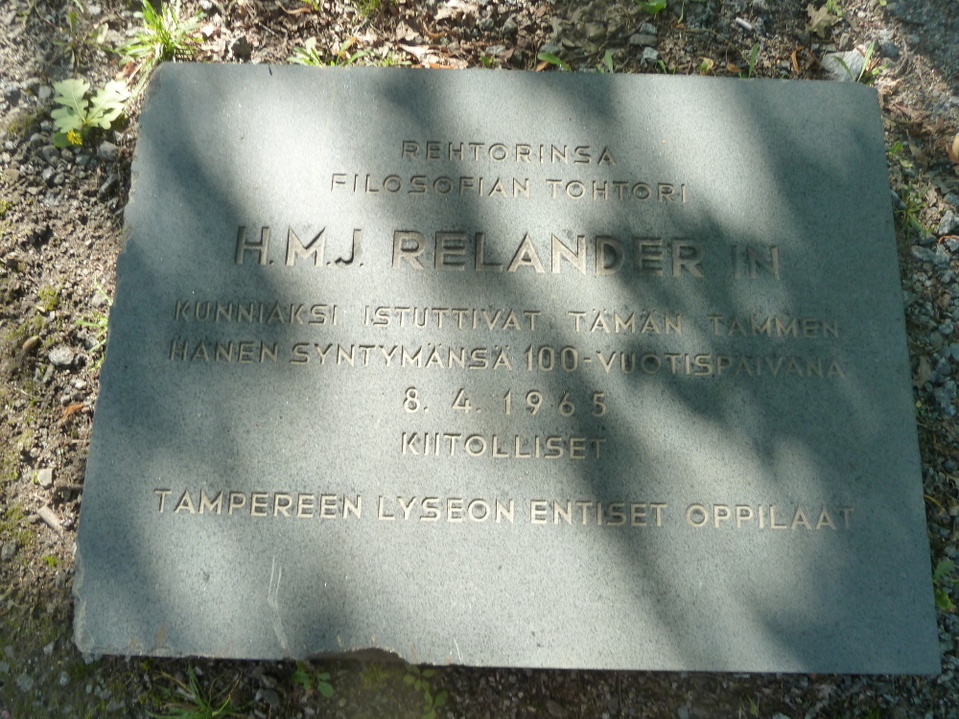 REHTORINSA
FILOSOFIAN TOHTORI
H.M.J. RELANDER IN
KUNNIAKSI ISTUTTIVAT TÄMÄN TAMMEN
HÄNEN SYNTYMÄNSÄ 100-VUOTISPÄIVÄNÄ
8. 4. 1965
KIITOLLISET
TAMPEREEN LYSEON ENTISET OPPILAAT